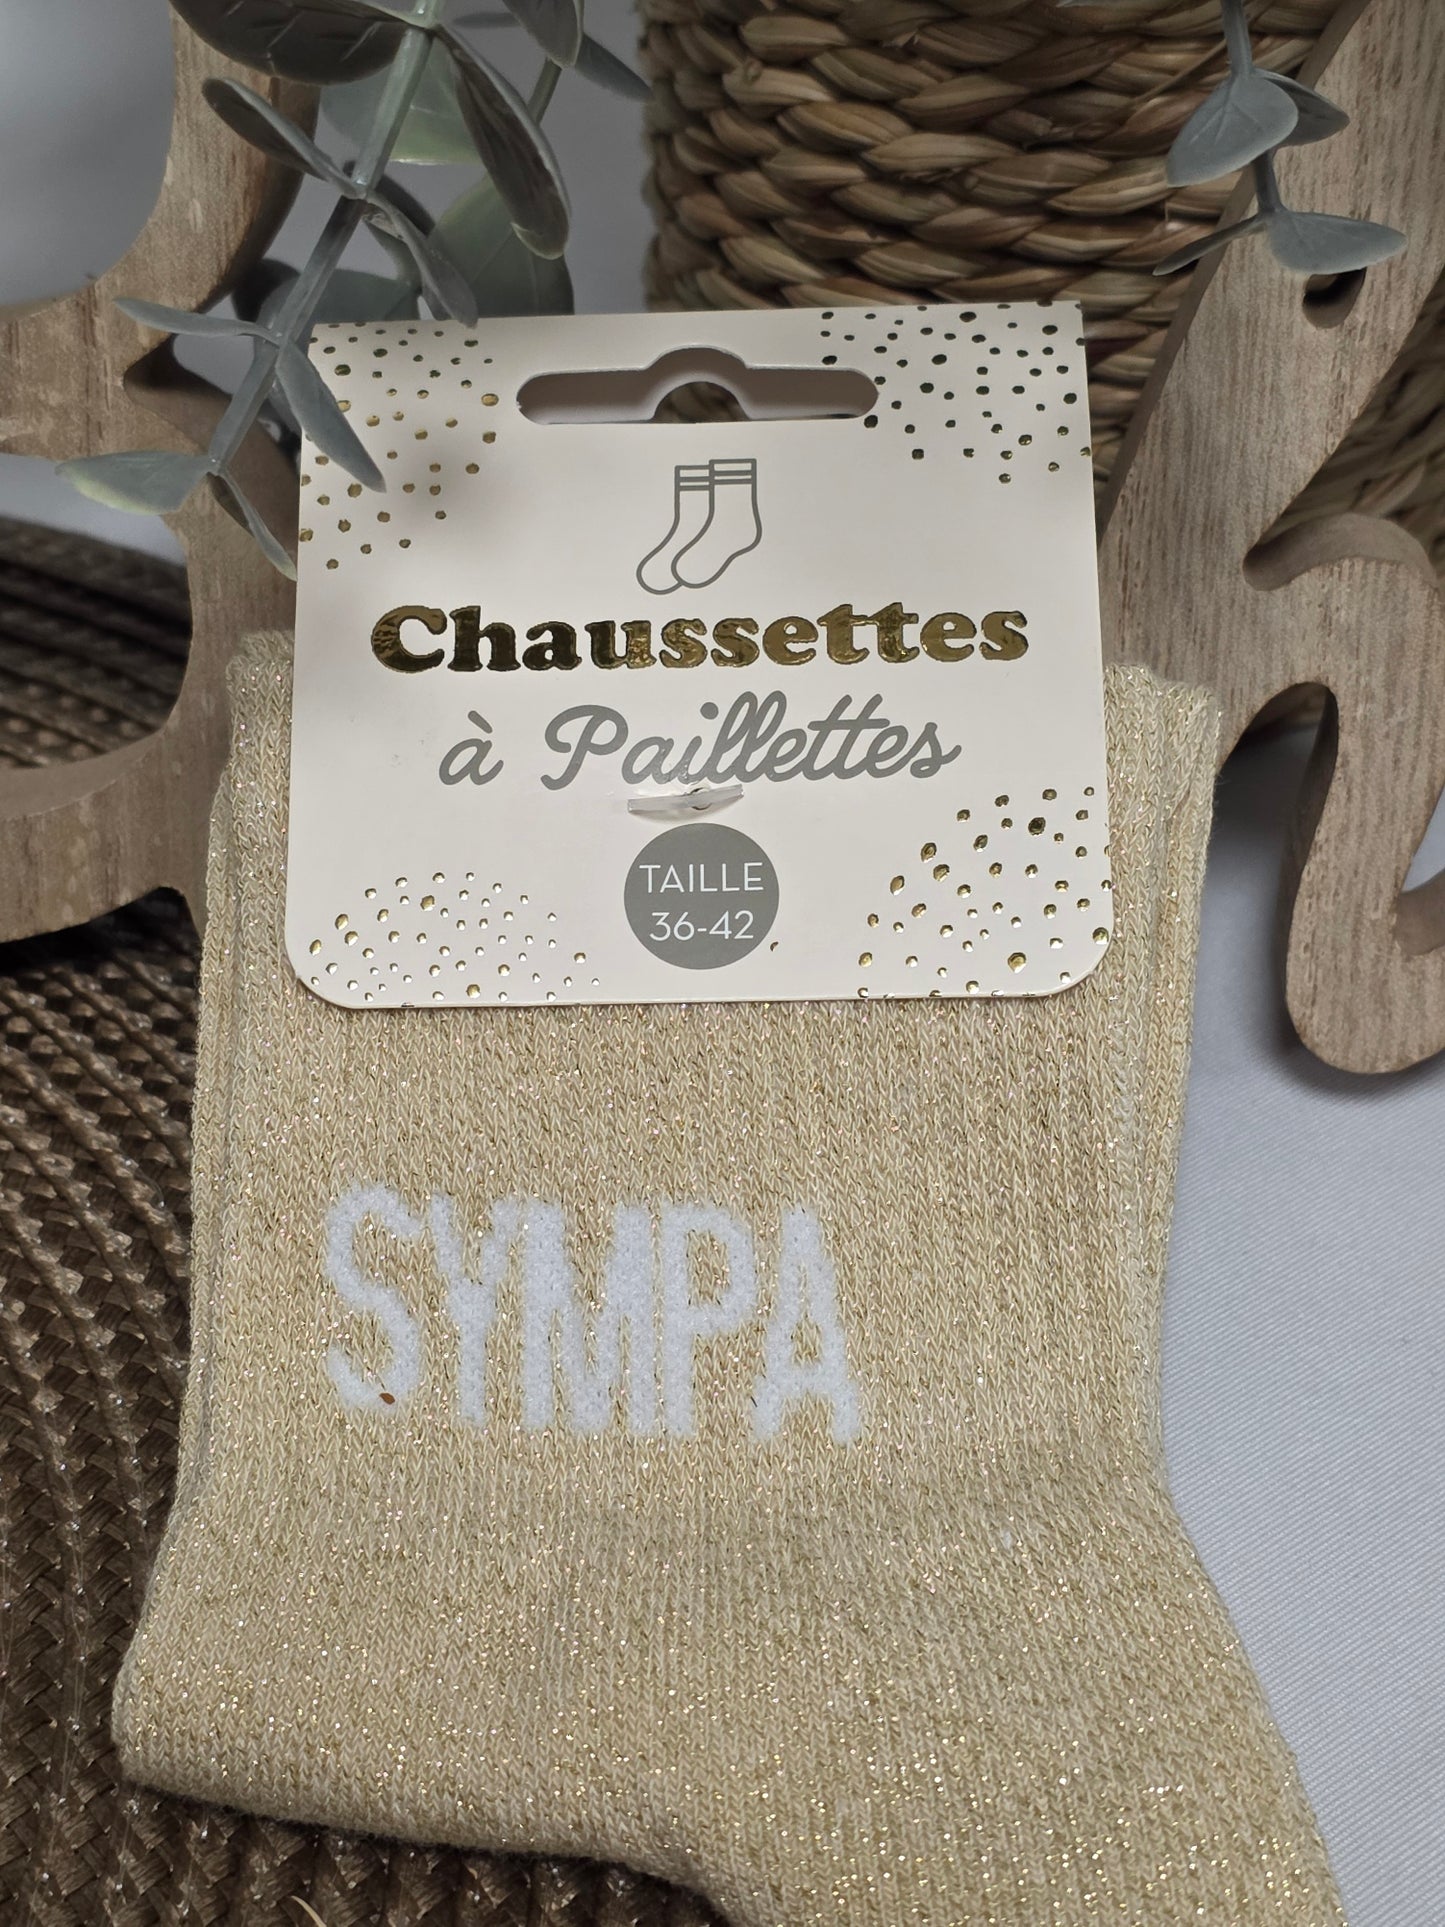 Chaussettes
à Paillettes
TAILLE
36-42
SYMPA